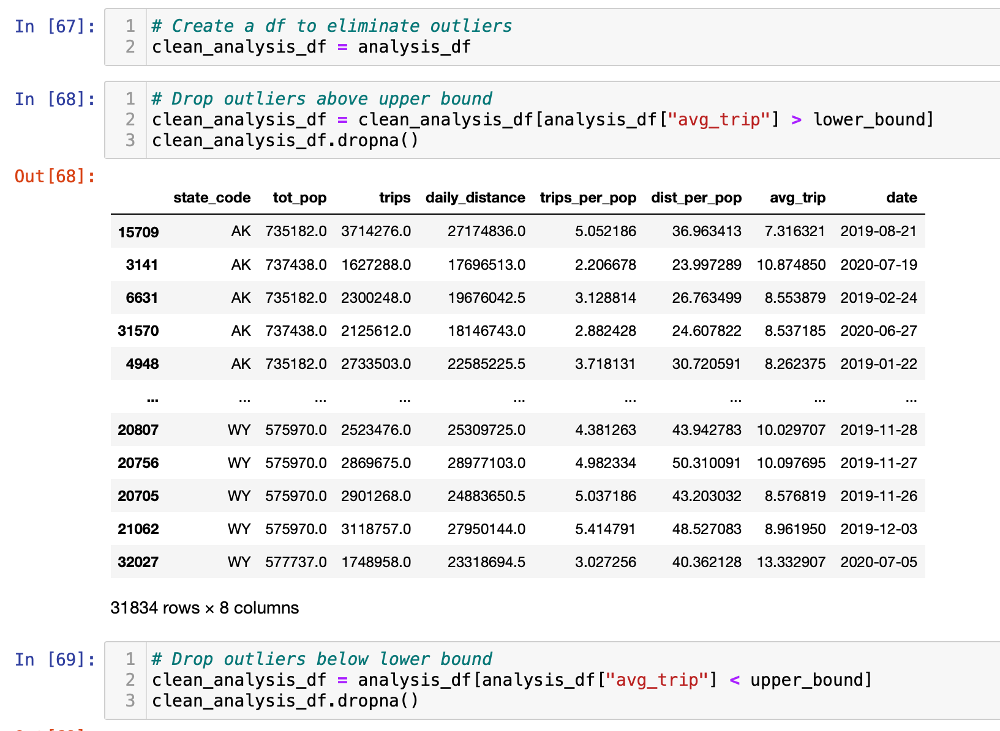 In [67]:
1 # Create a df to eliminate outliers
2 clean_analysis_df = analysis_df
In [68]:
1 # Drop outliers above upper bound
2 clean_analysis_df = clean_analysis_df[analysis_df["avg_trip"] > lower_bound]
3 clean_analysis_df.dropna()
Out[68]:
state_code tot_pop trips daily_distance trips_per_pop dist_per_pop avg_trip date
15709 AK 735182.0 3714276.0 27174836.0 5.052186 36.963413 7.316321 2019-08-21
3141 AK 737438.0 1627288.0 17696513.0 2.206678 23.997289 10.874850 2020-07-19
6631 AK 735182.0 2300248.0 19676042.5 3.128814 26.763499 8.553879 2019-02-24
31570 AK 737438.0 2125612.0 18146743.0 2.882428 24.607822 8.537185 2020-06-27
4948 AK 735182.0 2733503.0 22585225.5 3.718131 30.720591 8.262375 2019-01-22
... ... ... ... ... ... ... ... ...
20807 WY 575970.0 2523476.0 25309725.0 4.381263 43.942783 10.029707 2019-11-28
20756 WY 575970.0 2869675.0 28977103.0 4.982334 50.310091 10.097695 2019-11-27
20705 WY 575970.0 2901268.0 24883650.5 5.037186 43.203032 8.576819 2019-11-26
21062 WY 575970.0 3118757.0 27950144.0 5.414791 48.527083 8.961950 2019-12-03
32027 WY 577737.0 1748958.0 23318694.5 3.027256 40.362128 13.332907 2020-07-05
31834 rows × 8 columns
In [69]:
1 # Drop outliers below lower bound
2 clean_analysis_df = analysis_df[analysis_df["avg_trip"] < upper_bound]
3 clean_analysis_df.dropna()